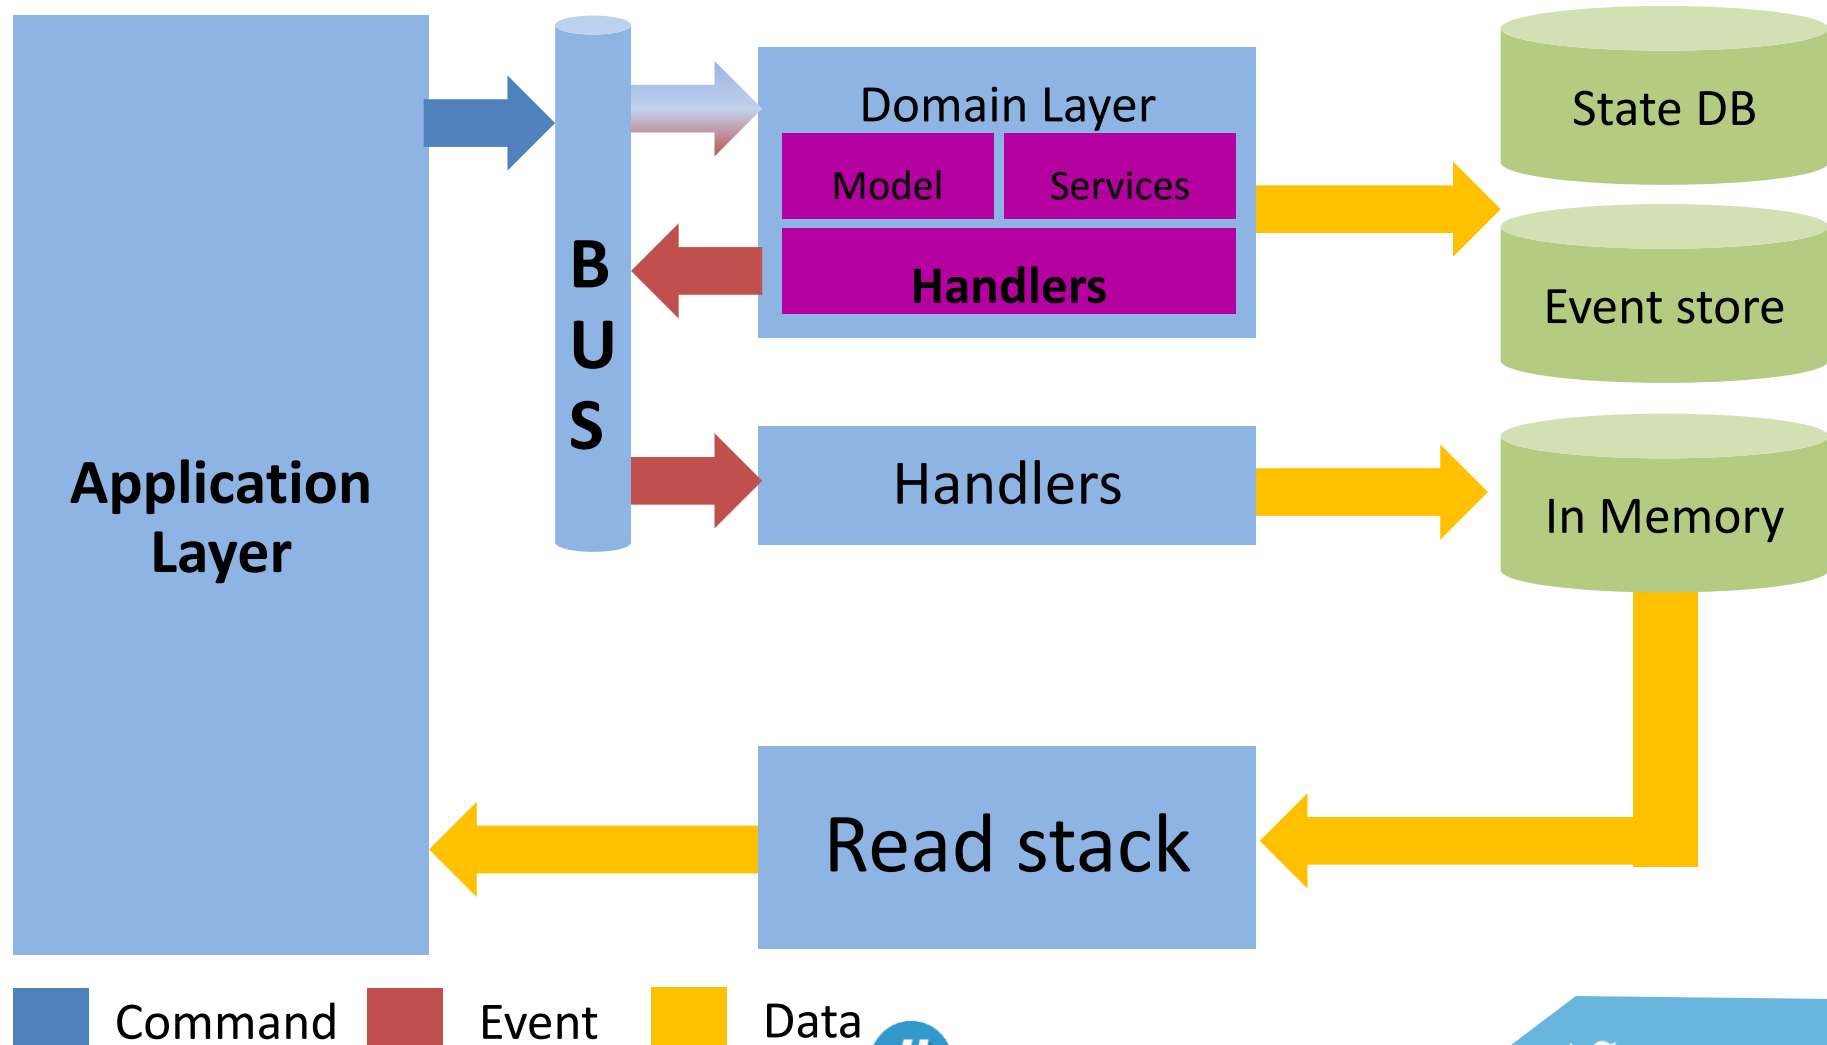 Application
Layer
B
U
S
Domain Layer
Model
Services
Handlers
Handlers
Read stack
State DB
Event store
In Memory
Command
Event
Data